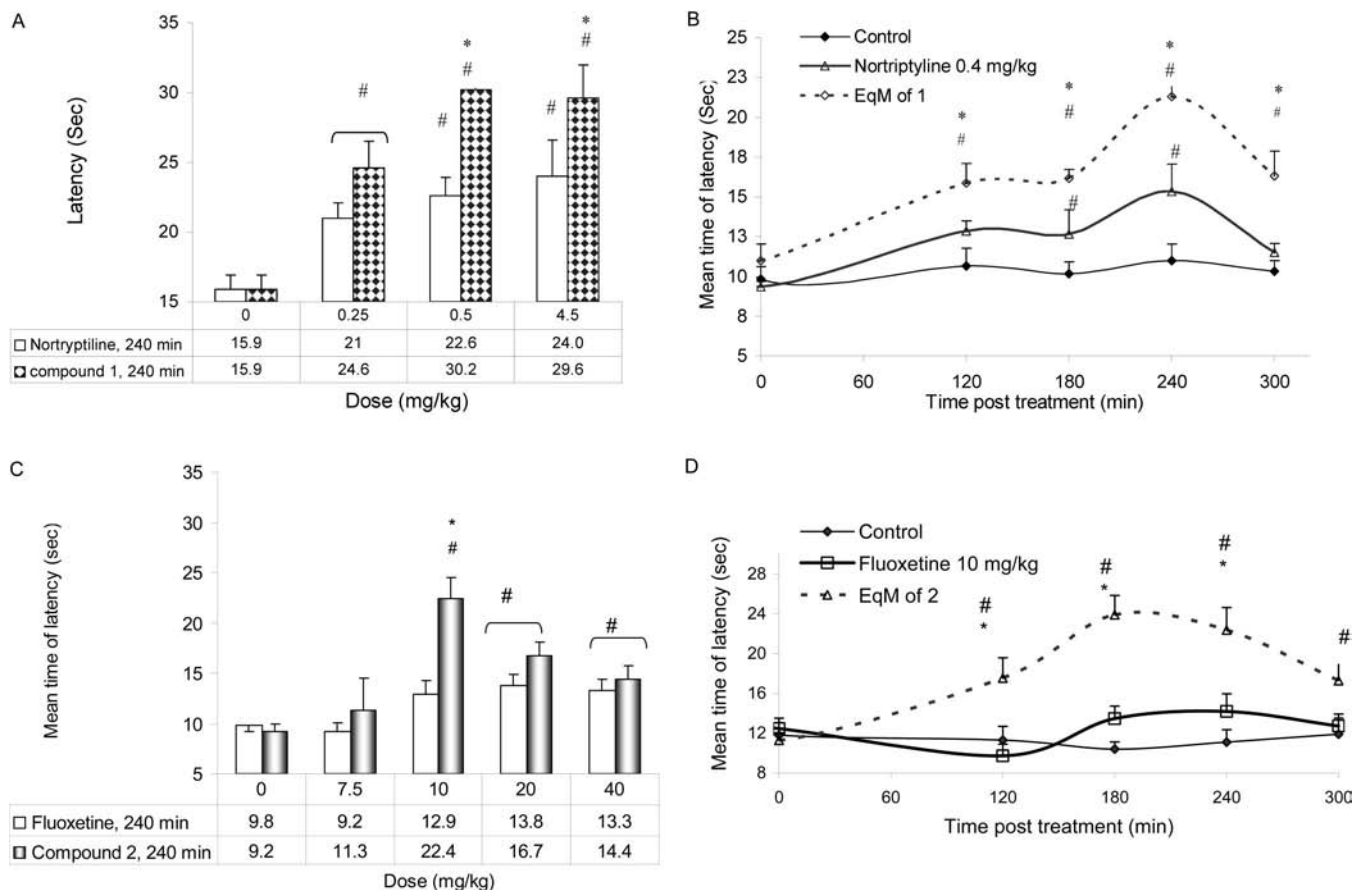 A
Latency (Sec)
35
30
25
20
15
#
#
*
#
#
*
#
0 0.25 0.5 4.5
Nortryptiline, 240 min 15.9 21 22.6 24.0
compound 1, 240 min 15.9 24.6 30.2 29.6
Dose (mg/kg)
B
Mean time of latency (Sec)
25
23
20
18
15
13
10
8
5
Control
Nortriptyline 0.4 mg/kg
EqM of 1
*
#
*
#
#
*
#
#
*
#
0 60 120 180 240 300
Time post treatment (min)
C
Mean time of latency (sec)
35
30
25
20
15
10
5
*
#
#
#
0 7.5 10 20 40
Fluoxetine, 240 min 9.8 9.2 12.9 13.8 13.3
Compound 2, 240 min 9.2 11.3 22.4 16.7 14.4
Dose (mg/kg)
D
Mean time of latency (sec)
28
24
20
16
12
8
Control
Fluoxetine 10 mg/kg
EqM of 2
#
*
#
*
#
*
#
0 60 120 180 240 300
Time post treatment (min)